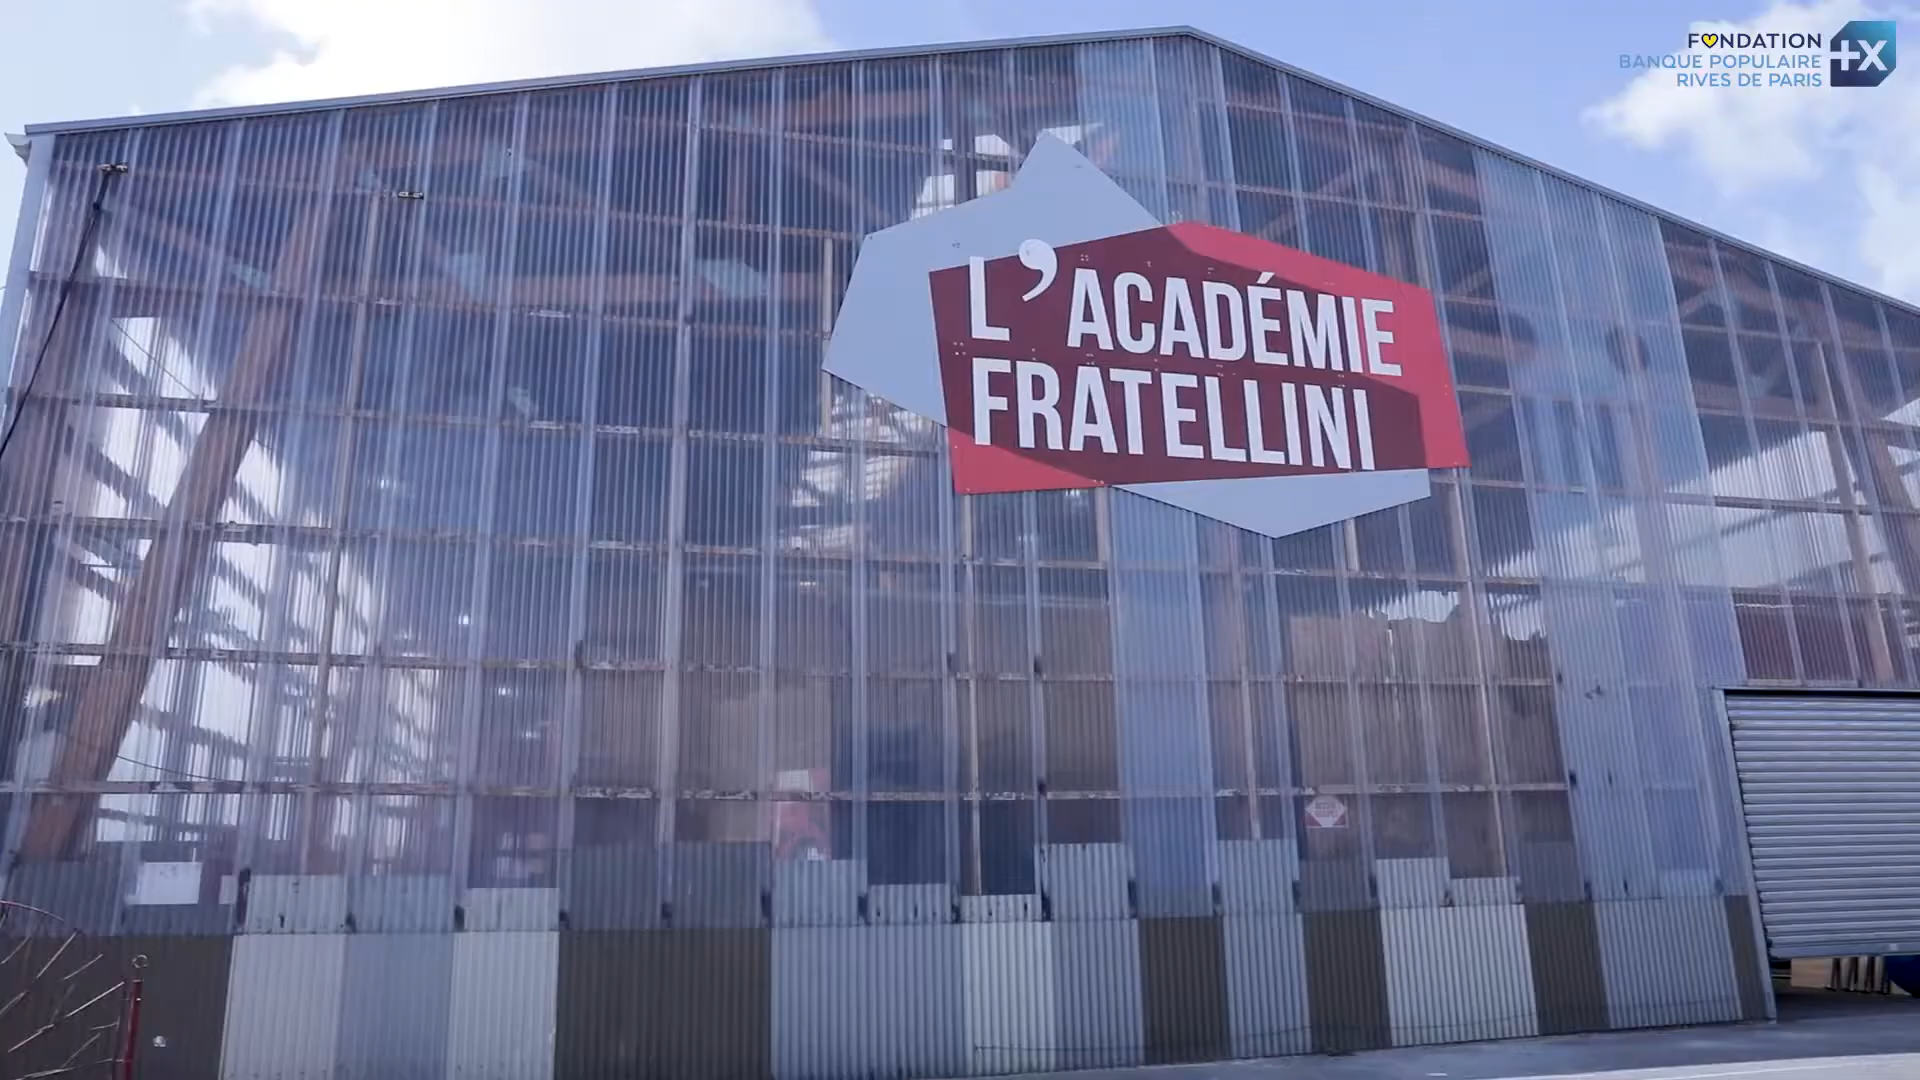 FONDATION
BANQUE POPULAIRE
RIVES DE PARIS
+X
L'ACADÉMIE
FRATELLINI